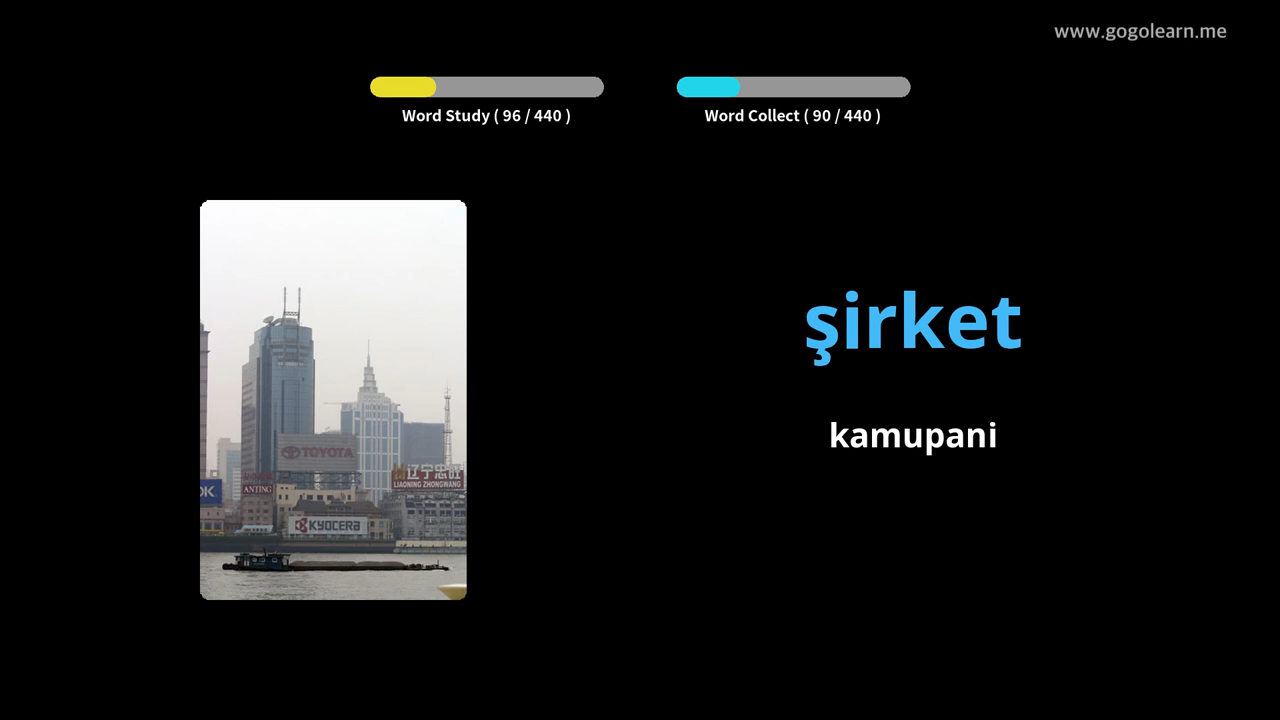 www.gogolearn.me
Word Study ( 96 / 440 )
Word Collect ( 90 / 440 )
şirket
kamupani
TOYOTA
辽宁忠旺
LIAONING ZHONGWANG
OK
ANTING
KYOCERA